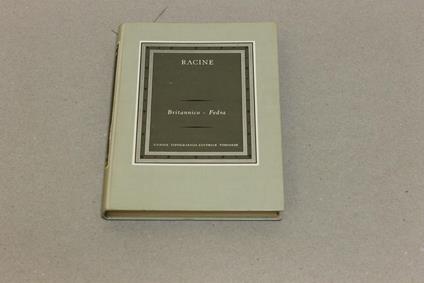 RACINE
Britannico - Fedra
UNIONE TIPOGRAFICO-EDITRICE TORINESE